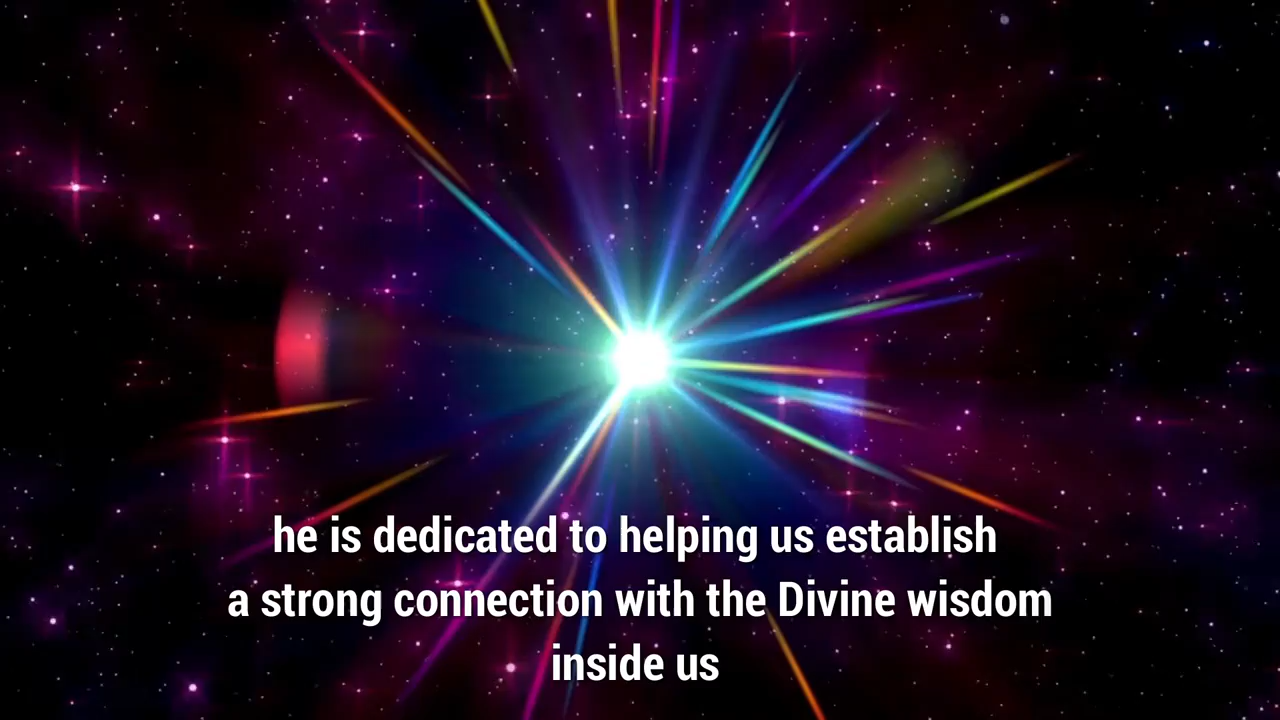 he is dedicated to helping us establish
a strong connection with the Divine wisdom
inside us